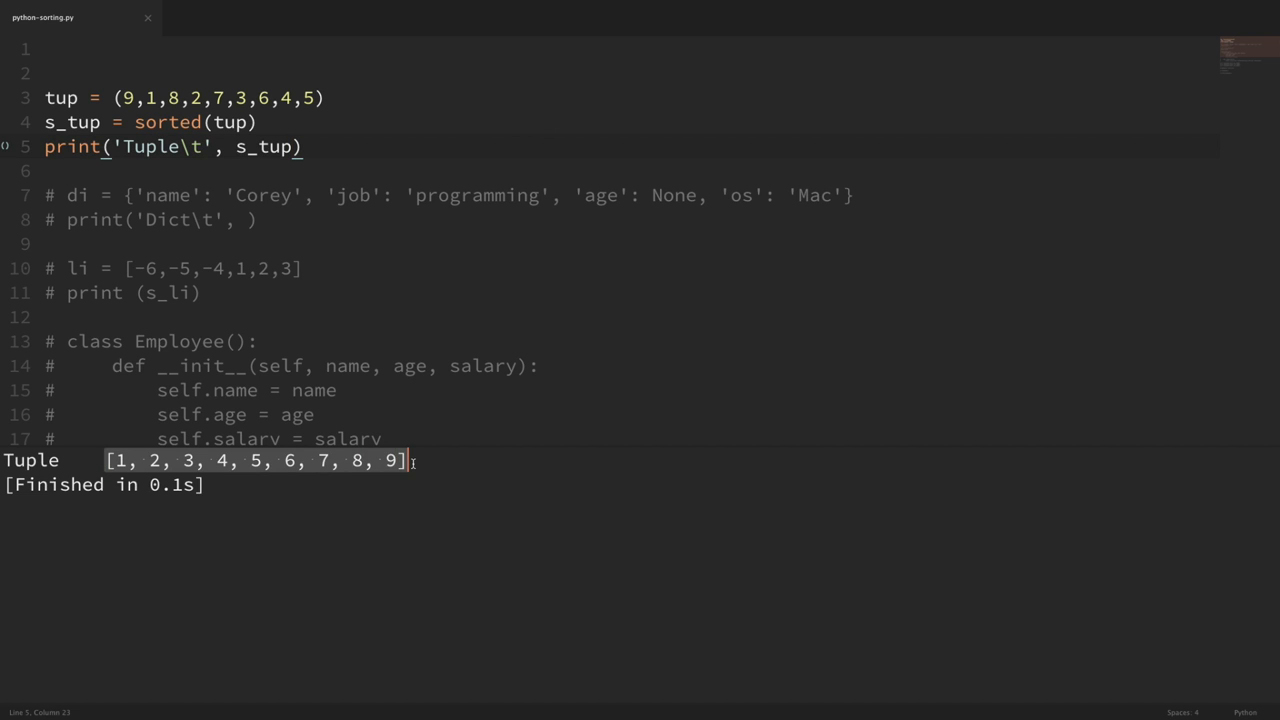 python-sorting.py ×
1
2
3 tup = (9,1,8,2,7,3,6,4,5)
4 s_tup = sorted(tup)
() 5 print('Tuple\t', s_tup)
6
7 # di = {'name': 'Corey', 'job': 'programming', 'age': None, 'os': 'Mac'}
8 # print('Dict\t', )
9
10 # li = [-6,-5,-4,1,2,3]
11 # print (s_li)
12
13 # class Employee():
14 #     def __init__(self, name, age, salary):
15 #         self.name = name
16 #         self.age = age
17 #         self.salary = salary
Tuple    [1, 2, 3, 4, 5, 6, 7, 8, 9]
[Finished in 0.1s]
Line 5, Column 23 Spaces: 4 Python